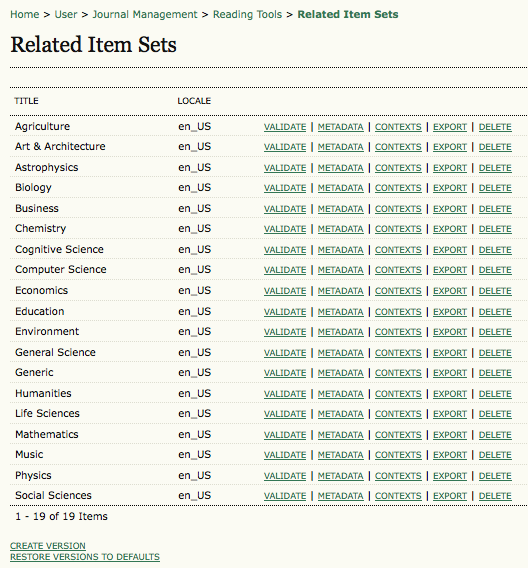 Home > User > Journal Management > Reading Tools > Related Item Sets
Related Item Sets
TITLE LOCALE
Agriculture en_US VALIDATE | METADATA | CONTEXTS | EXPORT | DELETE
Art & Architecture en_US VALIDATE | METADATA | CONTEXTS | EXPORT | DELETE
Astrophysics en_US VALIDATE | METADATA | CONTEXTS | EXPORT | DELETE
Biology en_US VALIDATE | METADATA | CONTEXTS | EXPORT | DELETE
Business en_US VALIDATE | METADATA | CONTEXTS | EXPORT | DELETE
Chemistry en_US VALIDATE | METADATA | CONTEXTS | EXPORT | DELETE
Cognitive Science en_US VALIDATE | METADATA | CONTEXTS | EXPORT | DELETE
Computer Science en_US VALIDATE | METADATA | CONTEXTS | EXPORT | DELETE
Economics en_US VALIDATE | METADATA | CONTEXTS | EXPORT | DELETE
Education en_US VALIDATE | METADATA | CONTEXTS | EXPORT | DELETE
Environment en_US VALIDATE | METADATA | CONTEXTS | EXPORT | DELETE
General Science en_US VALIDATE | METADATA | CONTEXTS | EXPORT | DELETE
Generic en_US VALIDATE | METADATA | CONTEXTS | EXPORT | DELETE
Humanities en_US VALIDATE | METADATA | CONTEXTS | EXPORT | DELETE
Life Sciences en_US VALIDATE | METADATA | CONTEXTS | EXPORT | DELETE
Mathematics en_US VALIDATE | METADATA | CONTEXTS | EXPORT | DELETE
Music en_US VALIDATE | METADATA | CONTEXTS | EXPORT | DELETE
Physics en_US VALIDATE | METADATA | CONTEXTS | EXPORT | DELETE
Social Sciences en_US VALIDATE | METADATA | CONTEXTS | EXPORT | DELETE
1 - 19 of 19 Items
CREATE VERSION
RESTORE VERSIONS TO DEFAULTS